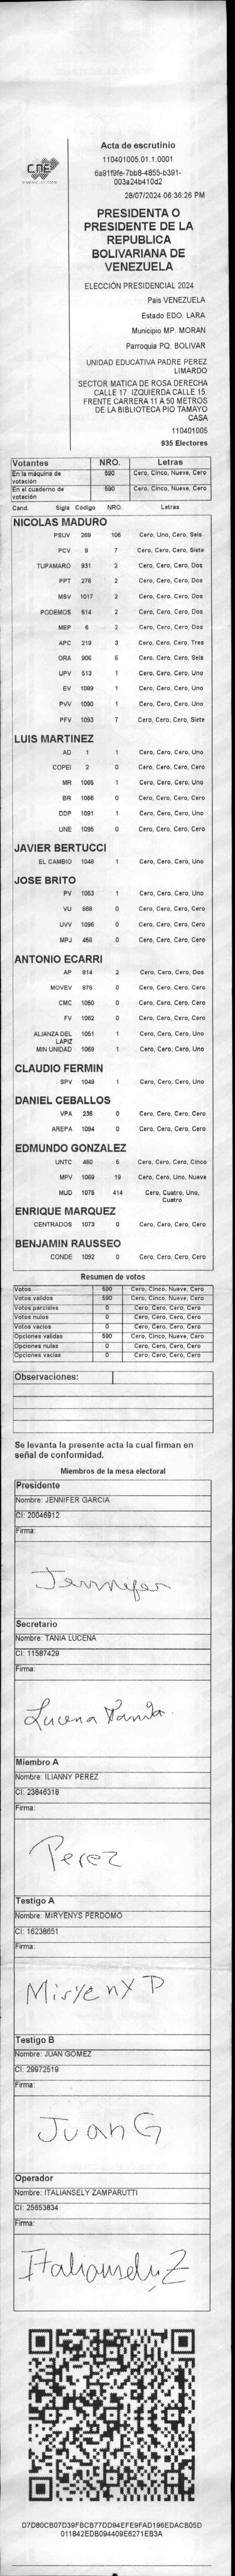 CNE
Acta de escrutinio
110401005.01.1.0001
6a91f9fe-7bb8-4855-b391-
003a24b410d2
28/07/2024 06:36:26 PM
PRESIDENTA O
PRESIDENTE DE LA
REPUBLICA
BOLIVARIANA DE
VENEZUELA
ELECCIÓN PRESIDENCIAL 2024
Pais VENEZUELA
Estado EDO. LARA
Municipio MP. MORAN
Parroquia PQ. BOLIVAR
UNIDAD EDUCATIVA PADRE PEREZ
LIMARDO
SECTOR MATICA DE ROSA DERECHA
CALLE 17. IZQUIERDA CALLE 15.
FRENTE CARRERA 11 A 50 METROS
DE LA BIBLIOTECA PIO TAMAYO
CASA
110401005
935 Electores
Votantes NRO. Letras
En la máquina de votación 590 Cero, Cinco, Nueve, Cero
En el cuaderno de votación 590 Cero, Cinco, Nueve, Cero
Cand. Sigla Código NRO. Letras
NICOLAS MADURO
PSUV 269 106 Cero, Uno, Cero, Seis
PCV 9 7 Cero, Cero, Cero, Siete
TUPAMARO 931 2 Cero, Cero, Cero, Dos
PPT 276 2 Cero, Cero, Cero, Dos
MSV 1017 2 Cero, Cero, Cero, Dos
PODEMOS 514 2 Cero, Cero, Cero, Dos
MEP 6 2 Cero, Cero, Cero, Dos
APC 219 3 Cero, Cero, Cero, Tres
ORA 906 6 Cero, Cero, Cero, Seis
UPV 513 1 Cero, Cero, Cero, Uno
EV 1089 1 Cero, Cero, Cero, Uno
PVV 1090 1 Cero, Cero, Cero, Uno
PFV 1093 7 Cero, Cero, Cero, Siete
LUIS MARTINEZ
AD 1 1 Cero, Cero, Cero, Uno
COPEI 2 0 Cero, Cero, Cero, Cero
MR 1065 1 Cero, Cero, Cero, Uno
BR 1066 0 Cero, Cero, Cero, Cero
DDP 1091 1 Cero, Cero, Cero, Uno
UNE 1095 0 Cero, Cero, Cero, Cero
JAVIER BERTUCCI
EL CAMBIO 1048 1 Cero, Cero, Cero, Uno
JOSE BRITO
PV 1053 1 Cero, Cero, Cero, Uno
VU 968 0 Cero, Cero, Cero, Cero
UVV 1096 0 Cero, Cero, Cero, Cero
MPJ 456 0 Cero, Cero, Cero, Cero
ANTONIO ECARRI
AP 814 2 Cero, Cero, Cero, Dos
MOVEV 878 0 Cero, Cero, Cero, Cero
CMC 1050 0 Cero, Cero, Cero, Cero
FV 1062 0 Cero, Cero, Cero, Cero
ALIANZA DEL LAPIZ 1051 1 Cero, Cero, Cero, Uno
MIN UNIDAD 1069 1 Cero, Cero, Cero, Uno
CLAUDIO FERMIN
SPV 1049 1 Cero, Cero, Cero, Uno
DANIEL CEBALLOS
VPA 236 0 Cero, Cero, Cero, Cero
AREPA 1094 0 Cero, Cero, Cero, Cero
EDMUNDO GONZALEZ
UNTC 460 5 Cero, Cero, Cero, Cinco
MPV 1069 19 Cero, Cero, Uno, Nueve
MUD 1075 414 Cero, Cuatro, Uno, Cuatro
ENRIQUE MARQUEZ
CENTRADOS 1073 0 Cero, Cero, Cero, Cero
BENJAMIN RAUSSEO
CONDE 1092 0 Cero, Cero, Cero, Cero
Resumen de votos
Votos 590 Cero, Cinco, Nueve, Cero
Votos validos 590 Cero, Cinco, Nueve, Cero
Votos parciales 0 Cero, Cero, Cero, Cero
Votos nulos 0 Cero, Cero, Cero, Cero
Votos vacios 0 Cero, Cero, Cero, Cero
Opciones validas 590 Cero, Cinco, Nueve, Cero
Opciones nulas 0 Cero, Cero, Cero, Cero
Opciones vacias 0 Cero, Cero, Cero, Cero
Observaciones:
Se levanta la presente acta la cual firman en
señal de conformidad.
Miembros de la mesa electoral
Presidente
Nombre: JENNIFER GARCIA
CI: 20046912
Firma:
Jennifer
Secretario
Nombre: TANIA LUCENA
CI: 11587429
Firma:
Lucena Tania
Miembro A
Nombre: ILIANNY PEREZ
CI: 23846318
Firma:
Perez
Testigo A
Nombre: MIRYENYS PERDOMO
CI: 16238651
Firma:
Miryeny P
Testigo B
Nombre: JUAN GOMEZ
CI: 29972519
Firma:
Juan G
Operador
Nombre: ITALIANSELY ZAMPARUTTI
CI: 25653834
Firma:
Italiansely Z
D7D80CB07D39FBCB77DD94EFE9FAD196EDACB05D
011842EDB094409E6271EB3A